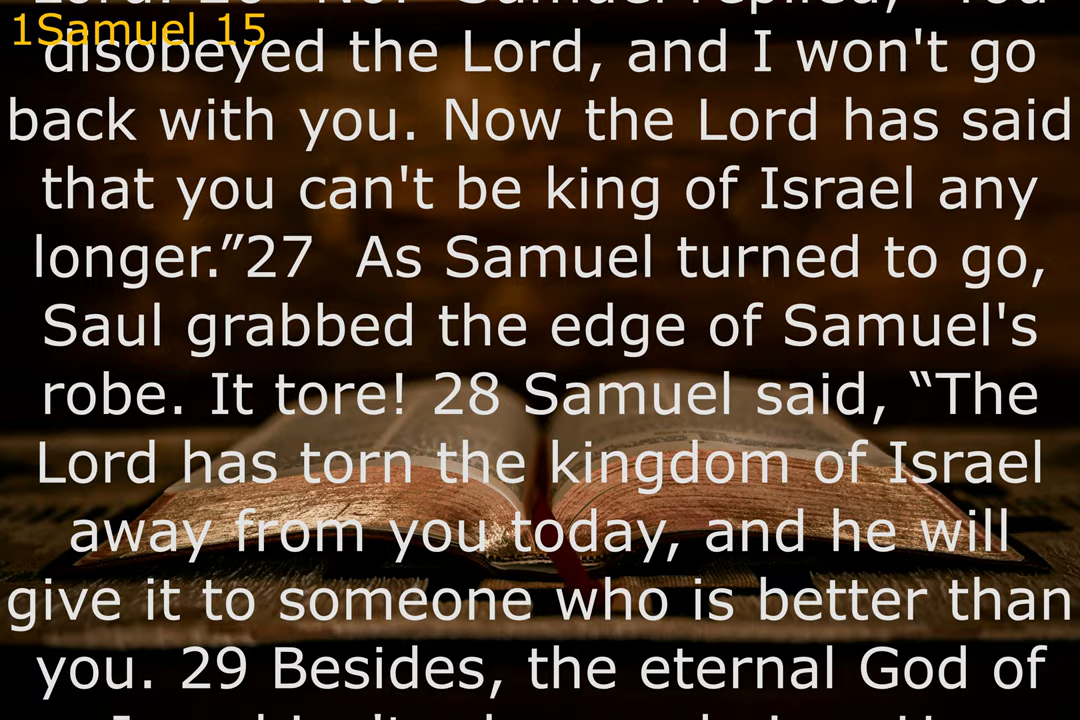 1Samuel 15
disobeyed the Lord, and I won't go
back with you. Now the Lord has said
that you can't be king of Israel any
longer.”27  As Samuel turned to go,
Saul grabbed the edge of Samuel's
robe. It tore! 28 Samuel said, “The
Lord has torn the kingdom of Israel
away from you today, and he will
give it to someone who is better than
you. 29 Besides, the eternal God of